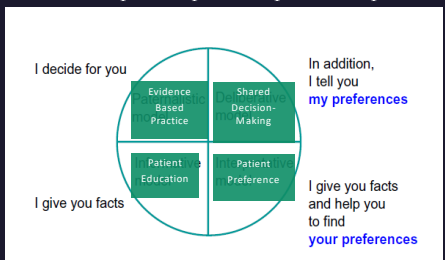 I decide for you
In addition,
I tell you
my preferences
Evidence
Based
Practice
Shared
Decision-
Making
Patient
Education
Patient
Preference
I give you facts
I give you facts
and help you
to find
your preferences